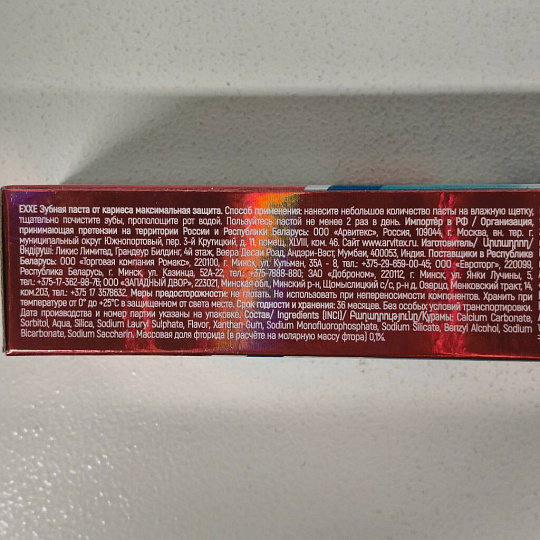 EXXE Зубная паста от кариеса максимальная защита. Способ применения: нанесите небольшое количество пасты на влажную щетку,
тщательно почистите зубы, прополощите рот водой. Пользуйтесь пастой не менее 2 раз в день. Импортёр в РФ / Организация,
принимающая претензии на территории России и Республики Беларусь: ООО «Арвитекс», Россия, 109044, г. Москва, вн. тер. г.
муниципальный округ Южнопортовый, пер. 3-й Крутицкий, д. 11, помещ. XLVIII, ком. 46. Сайт www.arvitex.ru. Изготовитель/ Արտադրող/
Өндіруші: Лжис Лимитед, Грандеур Билдинг, 4й этаж, Веера Десаи Роад, Андэри-Вэст, Мумбаи, 400053, Индия. Поставщики в Республике
Беларусь: ООО «Торговая компания Ромакс», 220100, г. Минск, ул. Кульман, 35А - 8, тел.: +375-29-659-00-45; ООО «Евроторг», 220099,
Республика Беларусь, г. Минск, ул. Казинца, 52А-22, тел.: +375-7888-880; ЗАО «Доброном», 220112, г. Минск, ул. Янки Лучины, 5,
тел.: +375-17-362-98-76; ООО «ЗАПАДНЫЙ ДВОР», 223021, Минская обл., Минский р-н, Щомыслицкий с/с, р-н д. Озерцо, Меньковский тракт, 14,
ком.203, тел.: +375 17 3578632. Меры предосторожности: не глотать. Не использовать при непереносимости компонентов. Хранить при
температуре от 0° до +25°С в защищенном от света месте. Срок годности и хранения: 36 месяцев. Без особых условий транспортировки.
Дата производства и номер партии указаны на упаковке. Состав/ Ingredients (INCI)/ Բաղադրությունը/Құрамы: Calcium Carbonate,
Sorbitol, Aqua, Silica, Sodium Lauryl Sulphate, Flavor, Xanthan Gum, Sodium Monofluorophosphate, Sodium Silicate, Benzyl Alcohol, Sodium
Bicarbonate, Sodium Saccharin. Массовая доля фторида (в расчёте на молярную массу фтора) 0,1%.